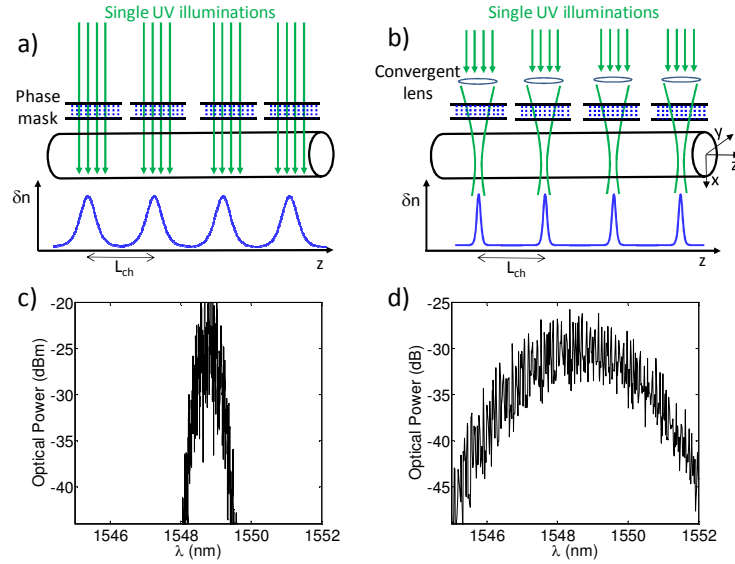 Single UV illuminations
Single UV illuminations
a)
b)
Convergent
lens
Phase
mask
y
z
x
δn
δn
L_ch
z
L_ch
z
c)
d)
-20
-25
-30
-35
-40
Optical Power (dBm)
1546
1548
1550
1552
λ (nm)
-25
-30
-35
-40
-45
Optical Power (dB)
1546
1548
1550
1552
λ (nm)